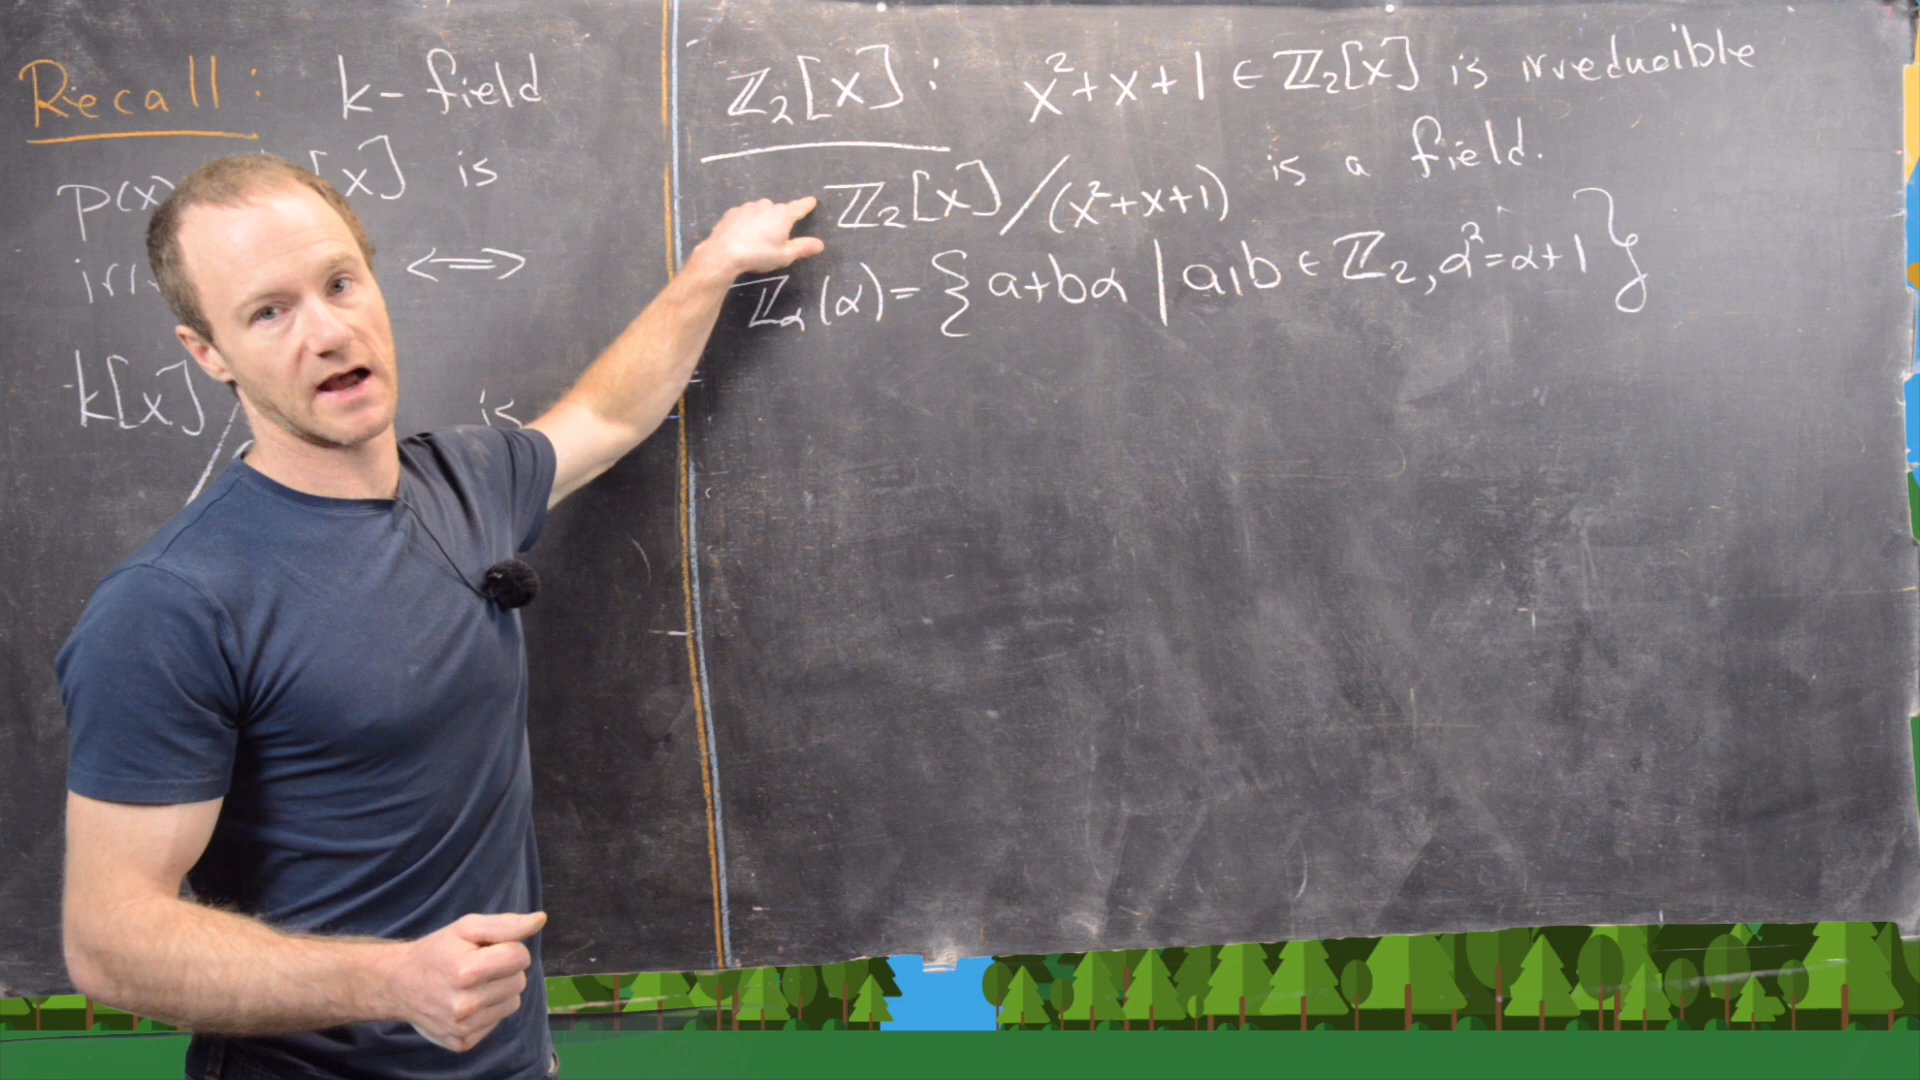 Recall: k - field
p(x) [x] is
irr ⟺
k[x] is
ℤ₂[x]: x²+x+1 ∈ ℤ₂[x] is irreducible
ℤ₂[x]/(x²+x+1) is a field.
ℤ_α(α) = { a+bα | a,b ∈ ℤ₂, α²=α+1 }